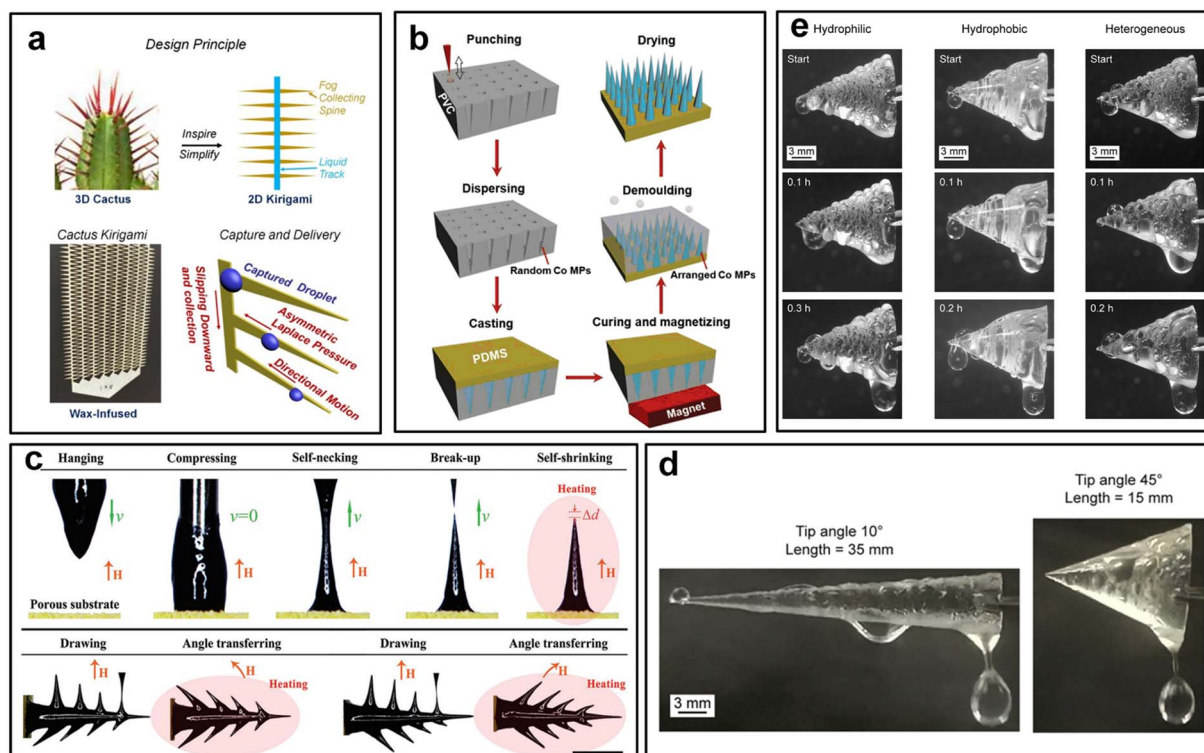 a
Design Principle
Fog
Collecting
Spine
Inspire
Simplify
Liquid
Track
3D Cactus
2D Kirigami
Cactus Kirigami
Capture and Delivery
Captured Droplet
Slipping Downward
and collection
Asymmetric
Laplace Pressure
Directional Motion
Wax-Infused
b
Punching
PVC
Drying
Dispersing
Random Co MPs
Demoulding
Arranged Co MPs
Casting
PDMS
Curing and magnetizing
Magnet
e
Hydrophilic
Hydrophobic
Heterogeneous
Start
3 mm
Start
3 mm
Start
3 mm
0.1 h
0.1 h
0.1 h
0.3 h
0.2 h
0.2 h
c
Hanging
Compressing
Self-necking
Break-up
Self-shrinking
Heating
Δd
v
v=0
v
v
H
H
H
H
H
Porous substrate
Drawing
Angle transferring
Drawing
Angle transferring
H
H
Heating
H
H
Heating
d
Tip angle 10°
Length = 35 mm
Tip angle 45°
Length = 15 mm
3 mm